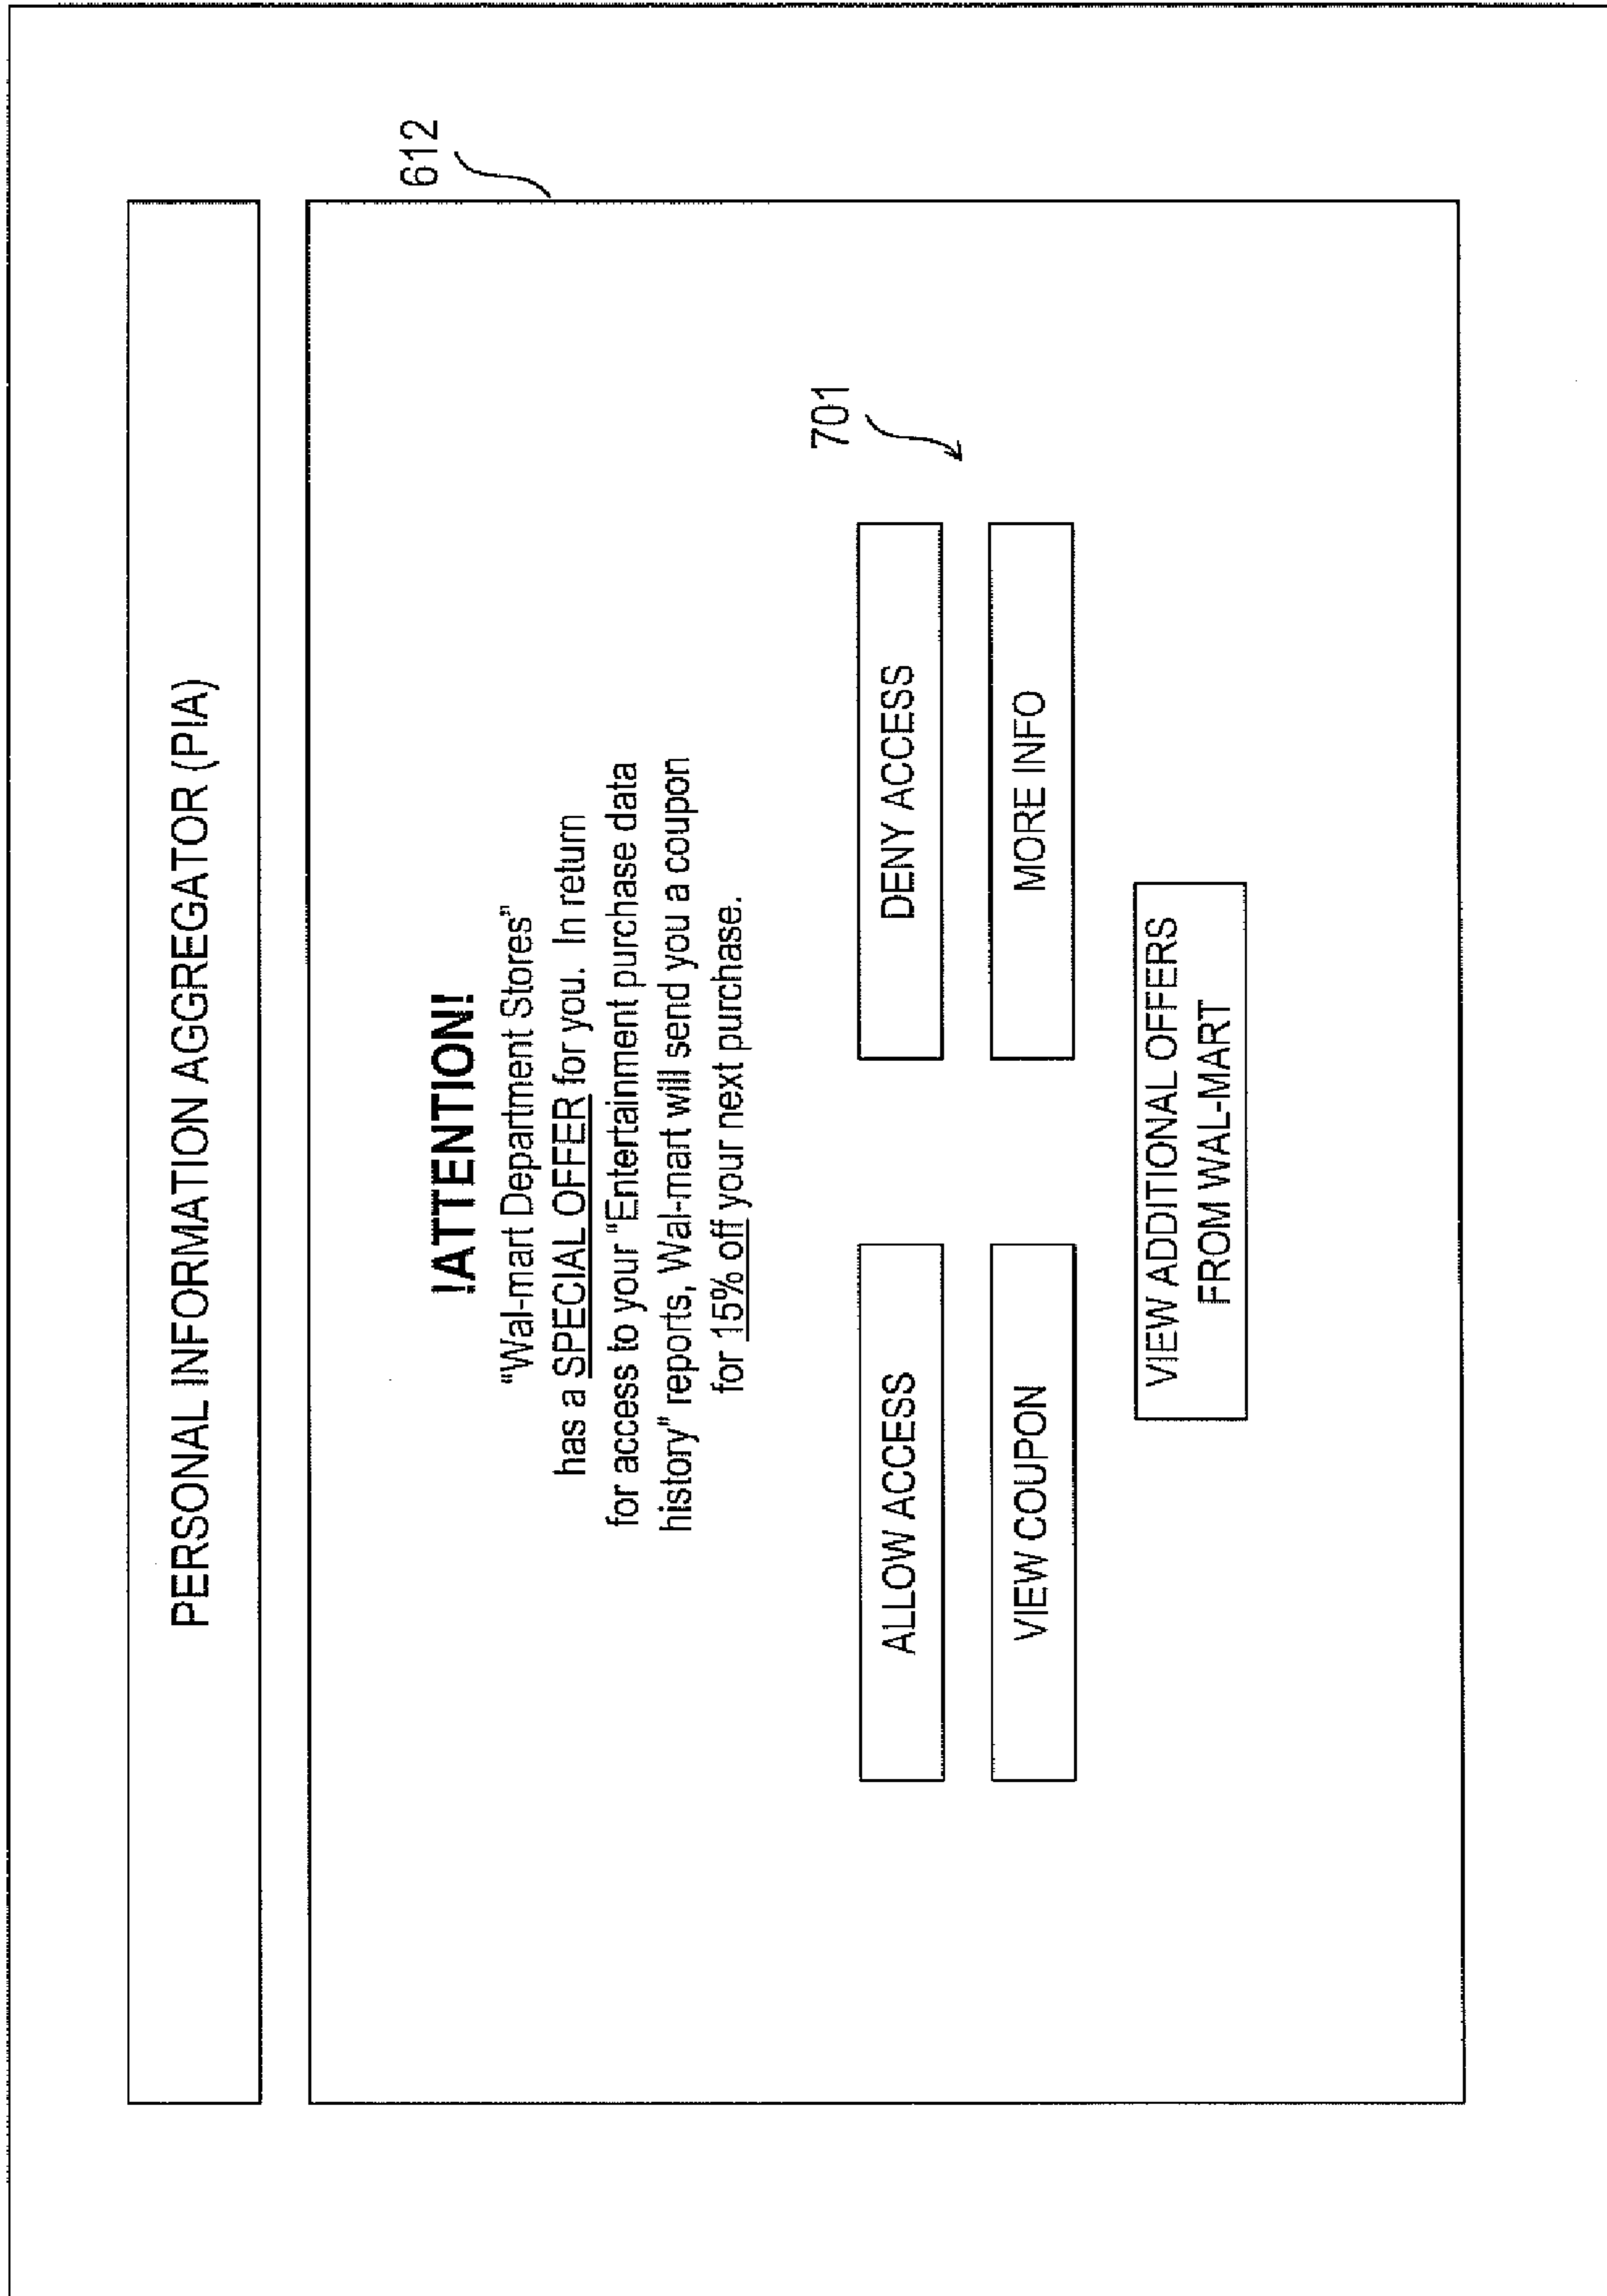 PERSONAL INFORMATION AGGREGATOR (PIA)
612
!ATTENTION!
"Wal-mart Department Stores"
has a SPECIAL OFFER for you. In return
for access to your "Entertainment purchase data
history" reports, Wal-mart will send you a coupon
for 15% off your next purchase.
701
ALLOW ACCESS
DENY ACCESS
VIEW COUPON
MORE INFO
VIEW ADDITIONAL OFFERS
FROM WAL-MART